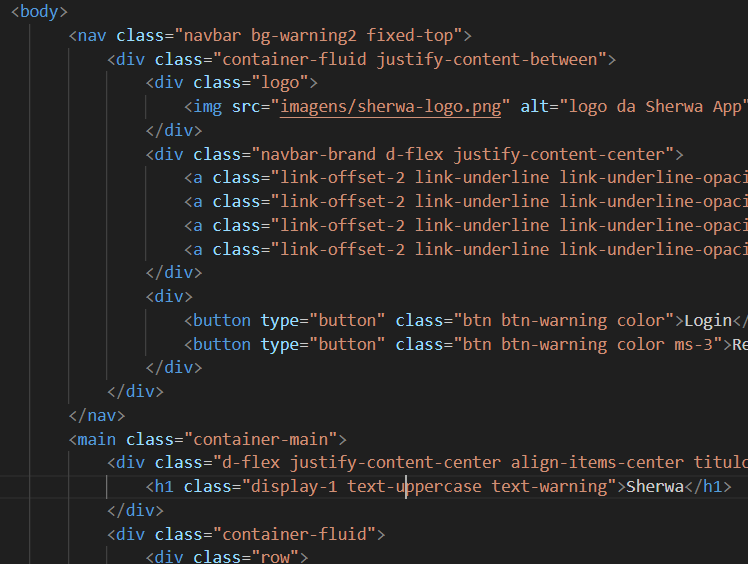 <body>
<nav class="navbar bg-warning2 fixed-top">
<div class="container-fluid justify-content-between">
<div class="logo">
<img src="imagens/sherwa-logo.png" alt="logo da Sherwa App"
</div>
<div class="navbar-brand d-flex justify-content-center">
<a class="link-offset-2 link-underline link-underline-opaci
<a class="link-offset-2 link-underline link-underline-opaci
<a class="link-offset-2 link-underline link-underline-opaci
<a class="link-offset-2 link-underline link-underline-opaci
</div>
<div>
<button type="button" class="btn btn-warning color">Login</
<button type="button" class="btn btn-warning color ms-3">Re
</div>
</div>
</nav>
<main class="container-main">
<div class="d-flex justify-content-center align-items-center titulo
<h1 class="display-1 text-uppercase text-warning">Sherwa</h1>
</div>
<div class="container-fluid">
<div class="row">